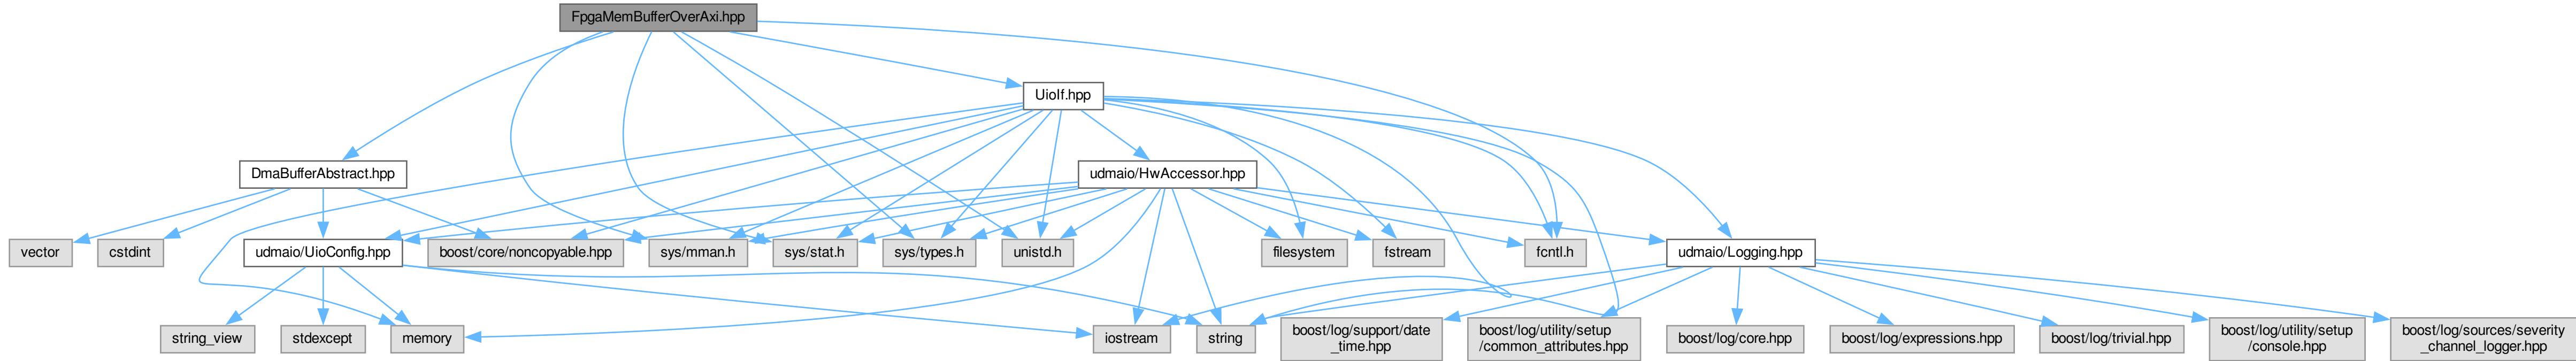 FpgaMemBufferOverAxi.hpp
UioIf.hpp
DmaBufferAbstract.hpp
udmaio/HwAccessor.hpp
vector
cstdint
udmaio/UioConfig.hpp
boost/core/noncopyable.hpp
sys/mman.h
sys/stat.h
sys/types.h
unistd.h
filesystem
fstream
fcntl.h
udmaio/Logging.hpp
string_view
stdexcept
memory
iostream
string
boost/log/support/date
_time.hpp
boost/log/utility/setup
/common_attributes.hpp
boost/log/core.hpp
boost/log/expressions.hpp
boost/log/trivial.hpp
boost/log/utility/setup
/console.hpp
boost/log/sources/severity
_channel_logger.hpp